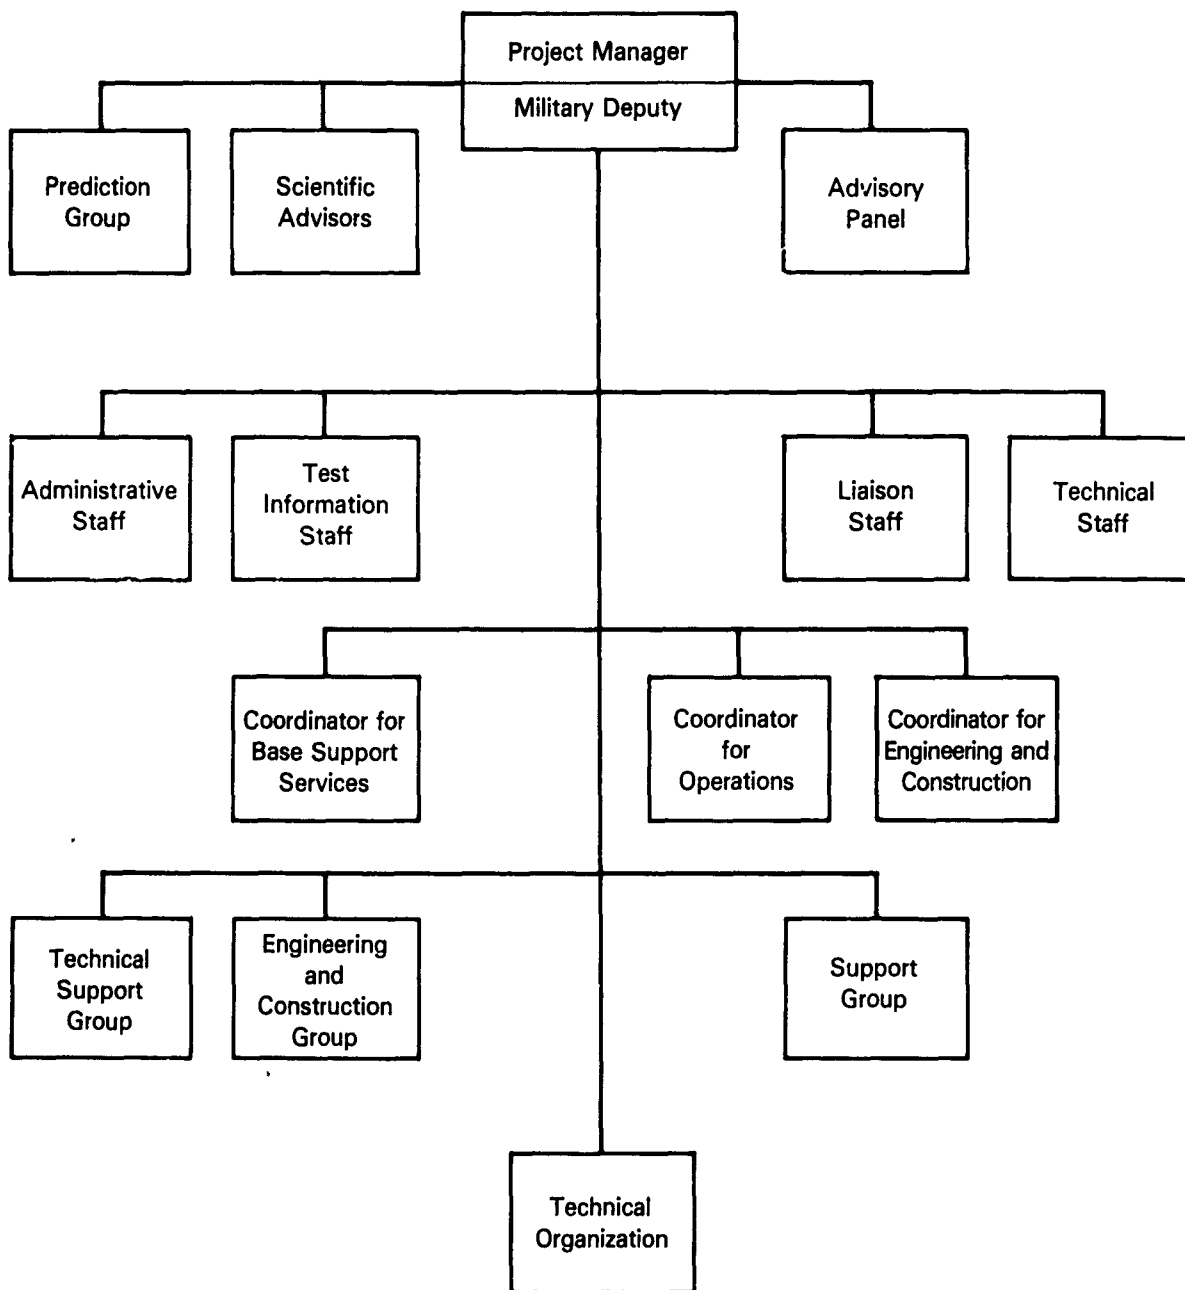 Project Manager
Military Deputy
Prediction
Group
Scientific
Advisors
Advisory
Panel
Administrative
Staff
Test
Information
Staff
Liaison
Staff
Technical
Staff
Coordinator for
Base Support
Services
Coordinator
for
Operations
Coordinator for
Engineering and
Construction
Technical
Support
Group
Engineering
and
Construction
Group
Support
Group
Technical
Organization